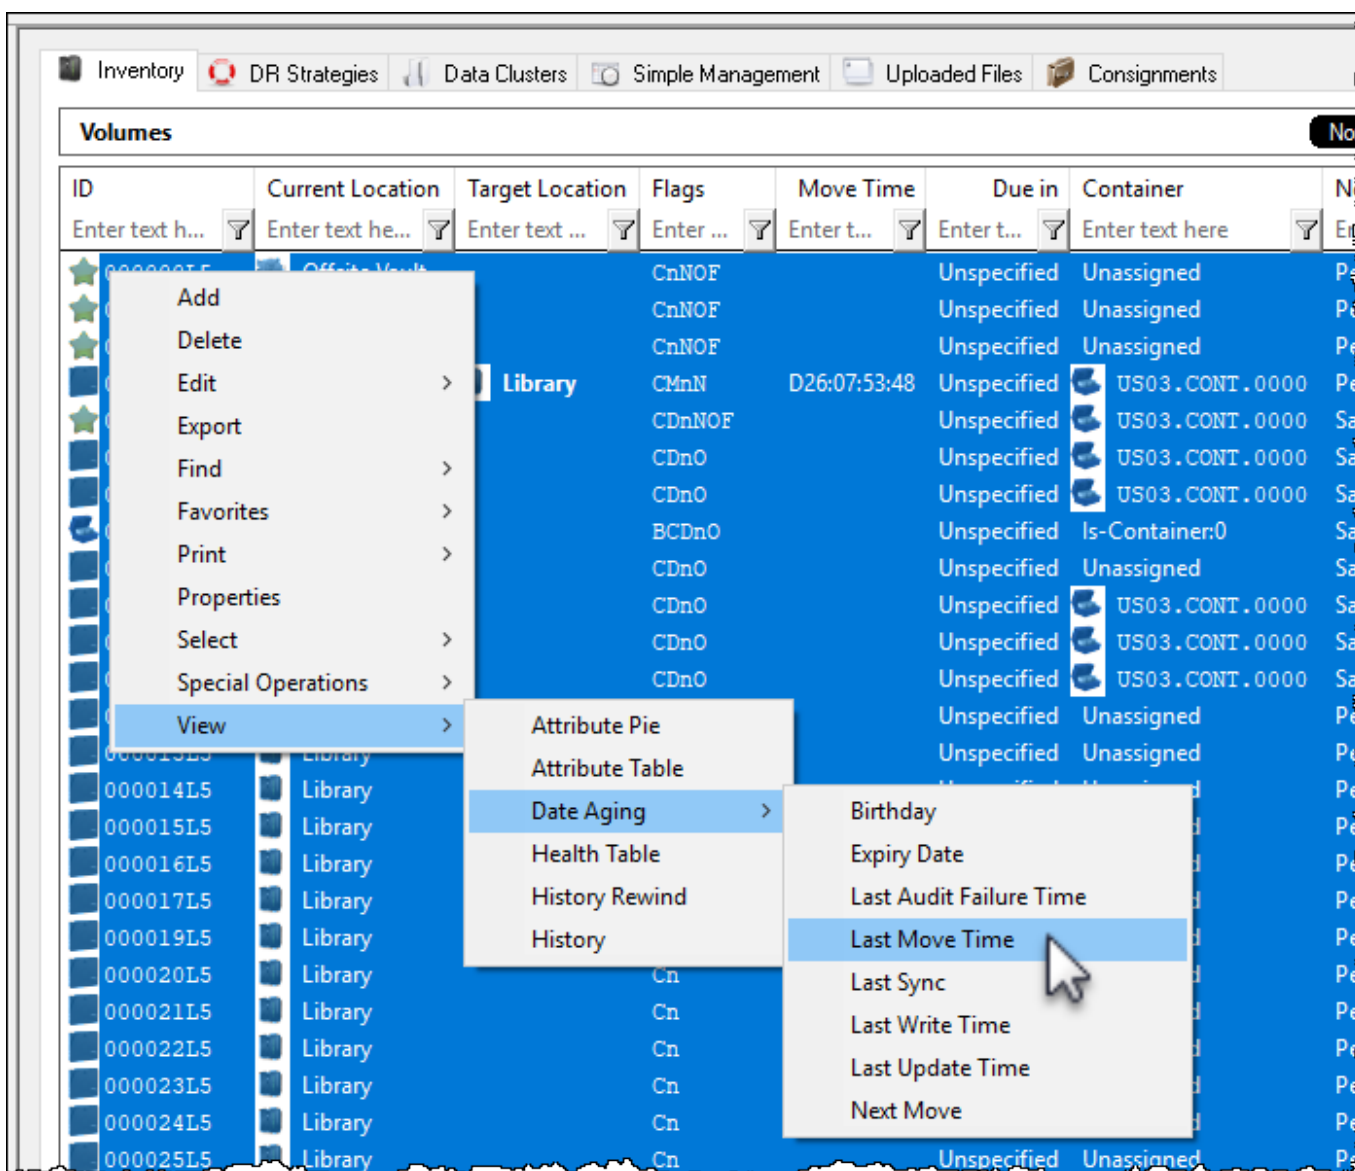 Inventory DR Strategies Data Clusters Simple Management Uploaded Files Consignments
Volumes No
ID Current Location Target Location Flags Move Time Due in Container
Enter text h... Enter text he... Enter text ... Enter ... Enter t... Enter t... Enter text here
CnNOF Unspecified Unassigned
Add CnNOF Unspecified Unassigned
Delete CnNOF Unspecified Unassigned
Edit Library CMnN D26:07:53:48 Unspecified US03.CONT.0000
Export CDnNOF Unspecified US03.CONT.0000
Find CDnO Unspecified US03.CONT.0000
Favorites CDnO Unspecified US03.CONT.0000
Print BCDnO Unspecified Is-Container:0
Properties CDnO Unspecified Unassigned
CDnO Unspecified US03.CONT.0000
Select CDnO Unspecified US03.CONT.0000
Special Operations CDnO Unspecified US03.CONT.0000
View Attribute Pie Unspecified Unassigned
Attribute Table Unspecified Unassigned
000014L5 Library
Date Aging Birthday
000015L5 Library
Health Table Expiry Date
000016L5 Library
History Rewind Last Audit Failure Time
000017L5 Library
History Last Move Time
000019L5 Library
000020L5 Library Cn Last Sync
000021L5 Library Cn Last Write Time
000022L5 Library Cn Last Update Time
000023L5 Library Cn
000024L5 Library Cn Next Move
000025L5 Library Cn Unspecified Unassigned